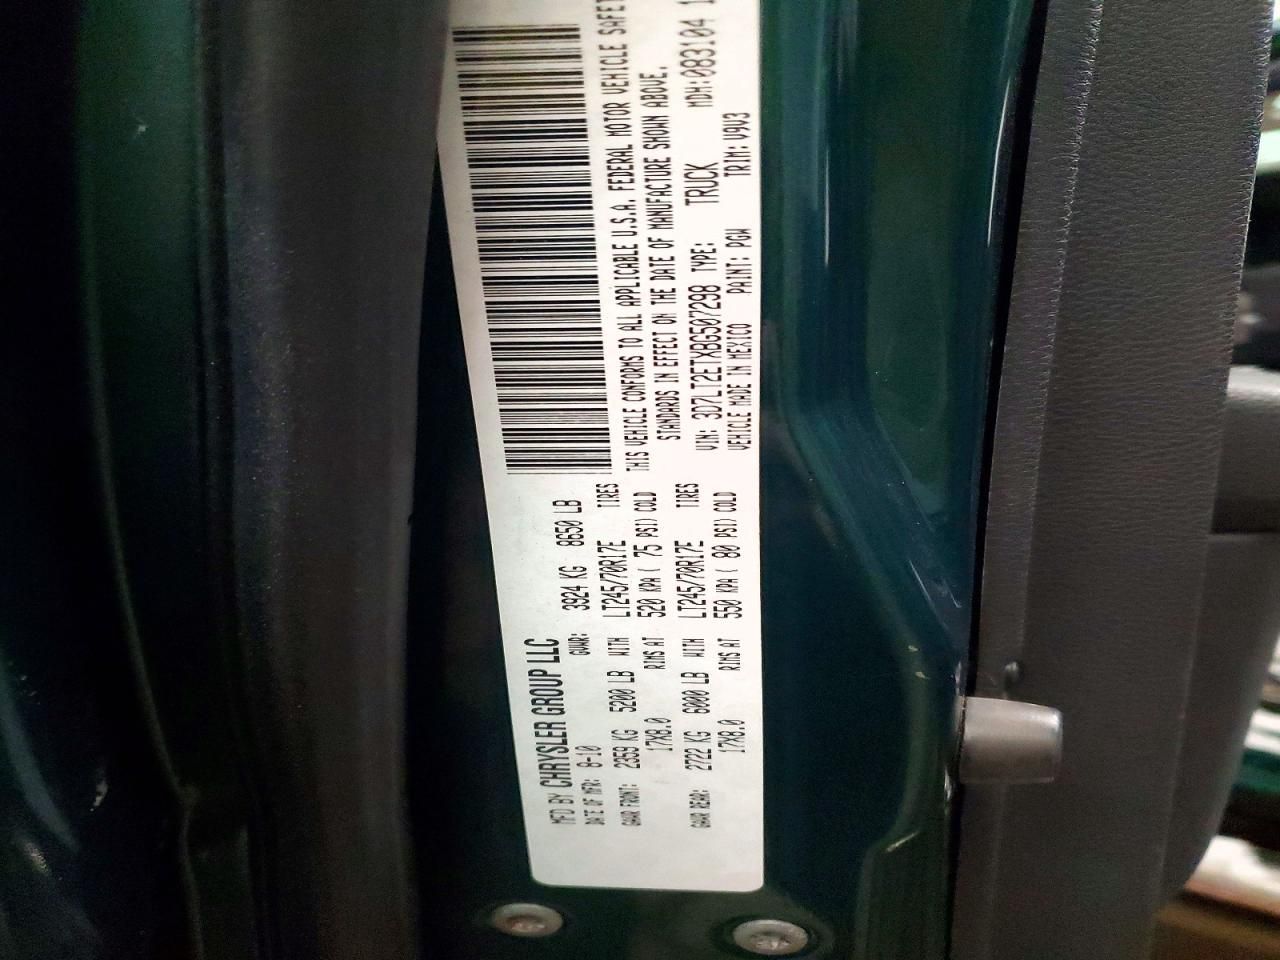 MFD BY CHRYSLER GROUP LLC
DATE OF MFR: 8-10 GVWR: 3924 KG 8650 LB
GAWR FRONT: 2359 KG 5200 LB WITH LT245/70R17E TIRES
17X8.0 RIMS AT 520 KPA ( 75 PSI) COLD
GAWR REAR: 2722 KG 6000 LB WITH LT245/70R17E TIRES
17X8.0 RIMS AT 550 KPA ( 80 PSI) COLD
THIS VEHICLE CONFORMS TO ALL APPLICABLE U.S.A. FEDERAL MOTOR VEHICLE SAFET
STANDARDS IN EFFECT ON THE DATE OF MANUFACTURE SHOWN ABOVE.
VIN: 3D7LT2ETXBG507298 TYPE: TRUCK MDH:083104 1
VEHICLE MADE IN MEXICO PAINT: PGW TRIM: V9V3